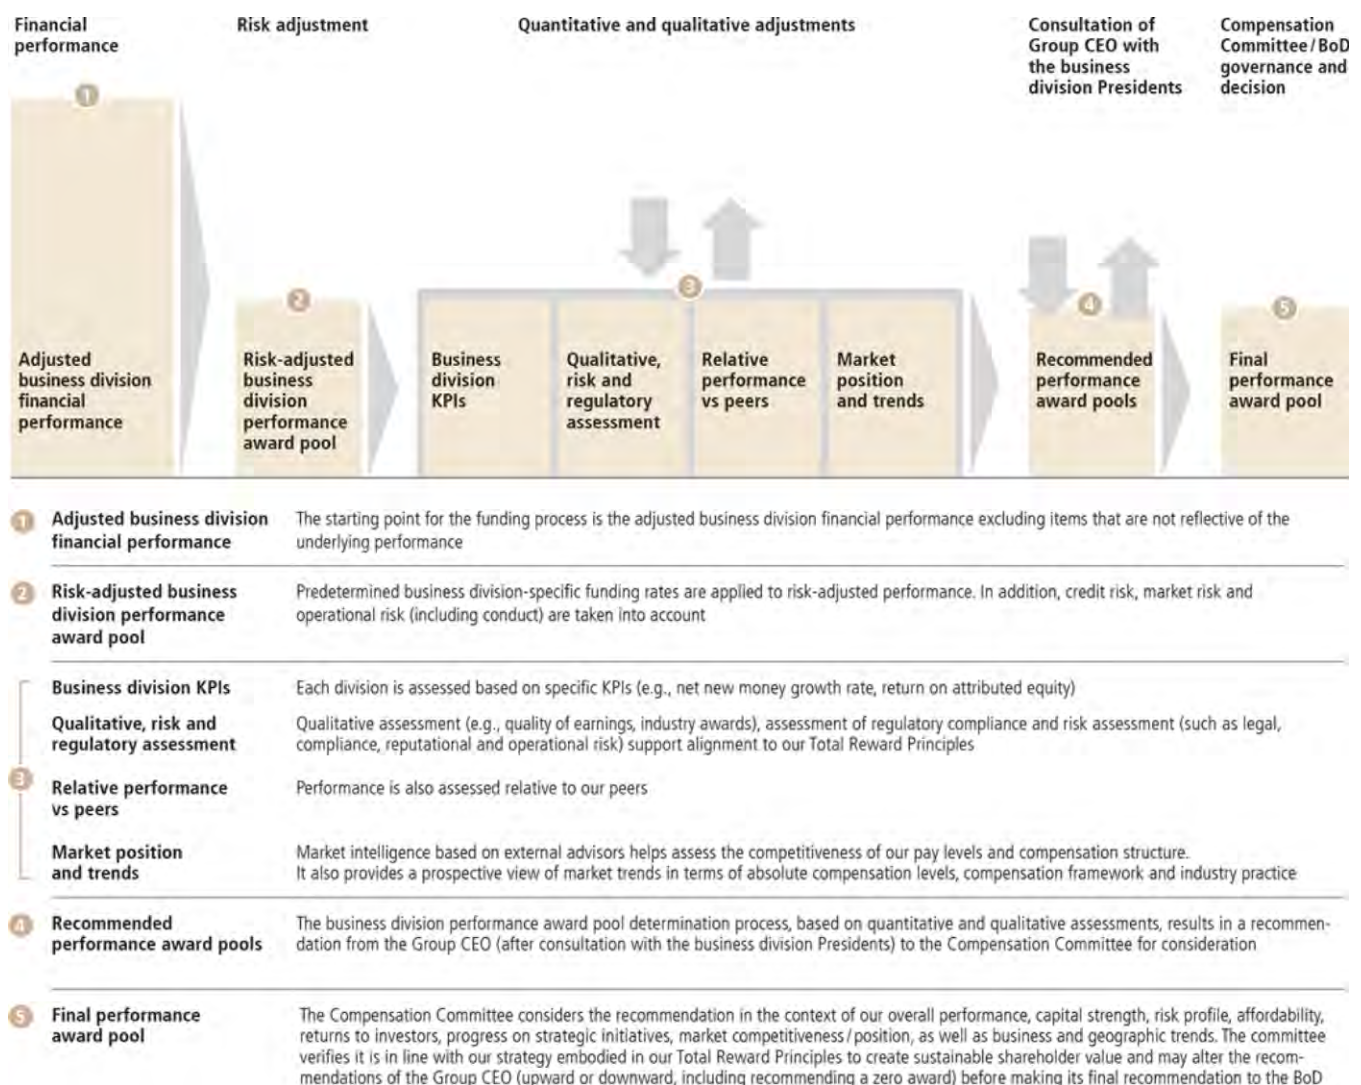 Financial
performance
Risk adjustment
Quantitative and qualitative adjustments
Consultation of
Group CEO with
the business
division Presidents
Compensation
Committee/BoD
governance and
decision
1
2
3
4
5
Adjusted
business division
financial
performance
Risk-adjusted
business
division
performance
award pool
Business
division
KPIs
Qualitative,
risk and
regulatory
assessment
Relative
performance
vs peers
Market
position
and trends
Recommended
performance
award pools
Final
performance
award pool
1 Adjusted business division
financial performance
The starting point for the funding process is the adjusted business division financial performance excluding items that are not reflective of the
underlying performance
2 Risk-adjusted business
division performance
award pool
Predetermined business division-specific funding rates are applied to risk-adjusted performance. In addition, credit risk, market risk and
operational risk (including conduct) are taken into account
3
Business division KPIs
Each division is assessed based on specific KPIs (e.g., net new money growth rate, return on attributed equity)
Qualitative, risk and
regulatory assessment
Qualitative assessment (e.g., quality of earnings, industry awards), assessment of regulatory compliance and risk assessment (such as legal,
compliance, reputational and operational risk) support alignment to our Total Reward Principles
Relative performance
vs peers
Performance is also assessed relative to our peers
Market position
and trends
Market intelligence based on external advisors helps assess the competitiveness of our pay levels and compensation structure.
It also provides a prospective view of market trends in terms of absolute compensation levels, compensation framework and industry practice
4 Recommended
performance award pools
The business division performance award pool determination process, based on quantitative and qualitative assessments, results in a recommen-
dation from the Group CEO (after consultation with the business division Presidents) to the Compensation Committee for consideration
5 Final performance
award pool
The Compensation Committee considers the recommendation in the context of our overall performance, capital strength, risk profile, affordability,
returns to investors, progress on strategic initiatives, market competitiveness/position, as well as business and geographic trends. The committee
verifies it is in line with our strategy embodied in our Total Reward Principles to create sustainable shareholder value and may alter the recom-
mendations of the Group CEO (upward or downward, including recommending a zero award) before making its final recommendation to the BoD